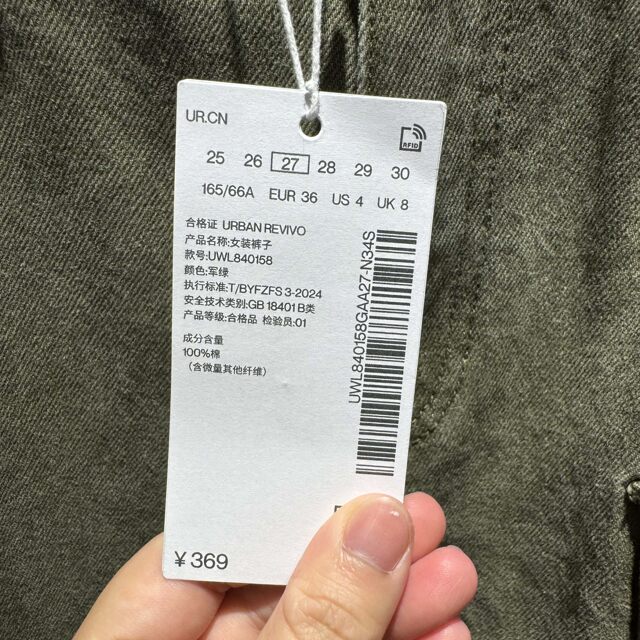 UR.CN
RFID
25 26 27 28 29 30
165/66A EUR 36 US 4 UK 8
合格证 URBAN REVIVO
产品名称:女装裤子
款号:UWL840158
颜色:军绿
执行标准:T/BYFZFS 3-2024
安全技术类别:GB 18401 B类
产品等级:合格品 检验员:01
成分含量
100%棉
（含微量其他纤维）
UWL840158GAA27-N34S
¥ 369